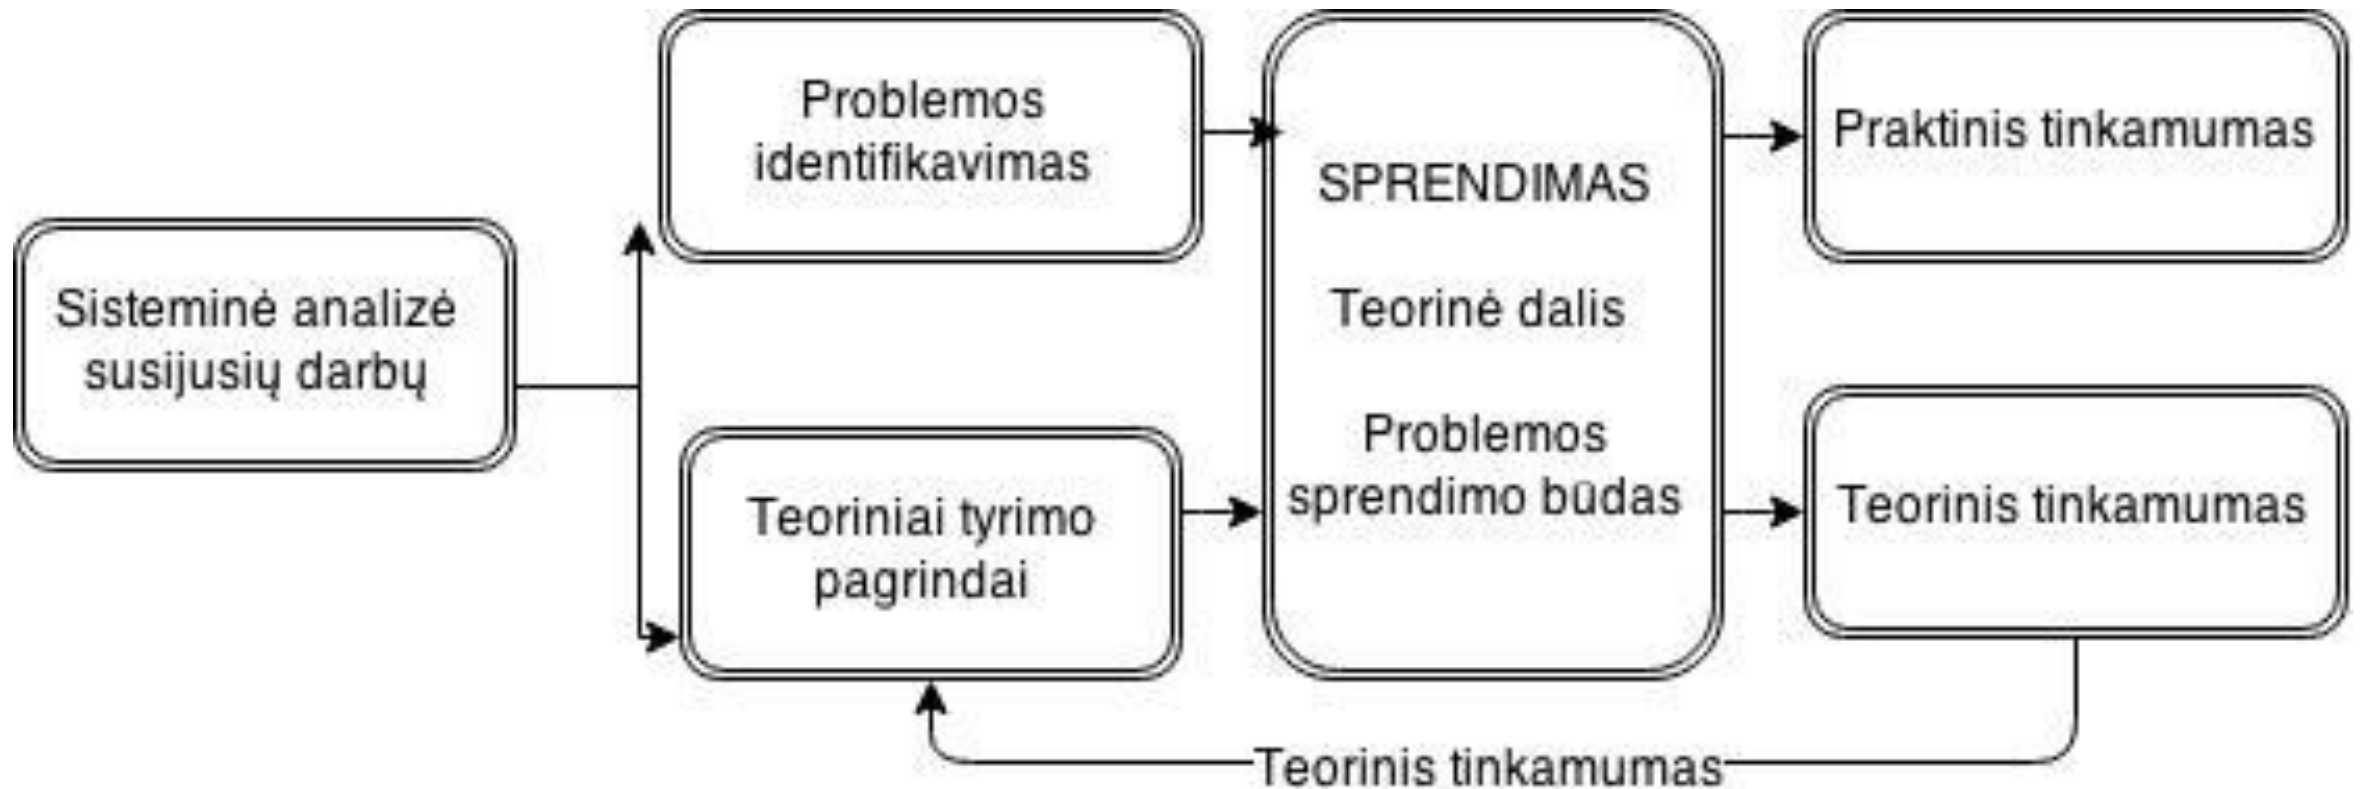 Sisteminė analizė
susijusių darbų
Problemos
identifikavimas
Teoriniai tyrimo
pagrindai
SPRENDIMAS
Teorinė dalis
Problemos
sprendimo būdas
Praktinis tinkamumas
Teorinis tinkamumas
Teorinis tinkamumas